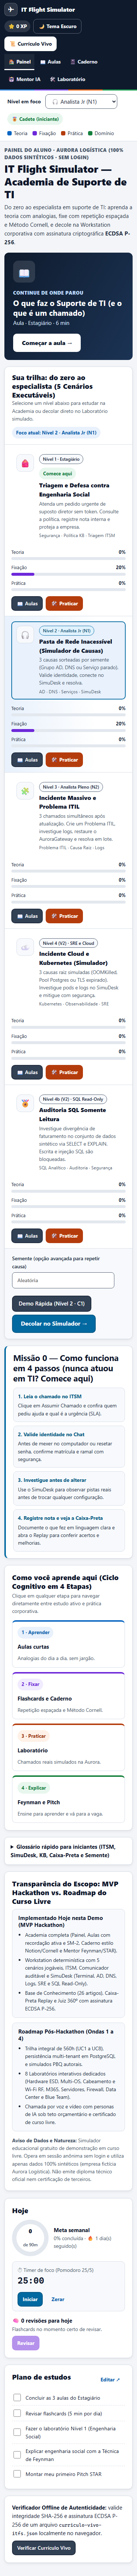 IT Flight Simulator
0 XP
Tema Escuro
Currículo Vivo
Painel
Aulas
Caderno
Mentor IA
Laboratório
Nível em foco
Analista Jr (N1)
Cadete (Iniciante)
Teoria
Fixação
Prática
Domínio
PAINEL DO ALUNO · AURORA LOGÍSTICA (100% DADOS SINTÉTICOS · SEM LOGIN)
IT Flight Simulator — Academia de Suporte de TI
Do zero ao especialista em suporte: aprenda a teoria com analogias, fixe com repetição espaçada e Método Cornell, e decole na Workstation corporativa com assinatura criptográfica ECDSA P-256.
CONTINUE DE ONDE PAROU
O que faz o Suporte de TI (e o que é um chamado)
Aula · Estagiário · 6 min
Começar a aula →
Sua trilha: do zero ao especialista (5 Cenários Executáveis)
Selecione um nível abaixo para estudar na Academia ou decolar direto no Laboratório Simulado.
Foco atual: Nível 2 · Analista Jr (N1)
Nível 1 · Estagiário
Começe aqui
Triagem e Defesa contra Engenharia Social
Atenda um pedido urgente de diretor sem token. Consulte a política, registre nota interna e proteja a empresa.
Segurança · Política KB · Triagem ITSM
Teoria 0%
Fixação 20%
Prática 0%
Aulas
Praticar
Nível 2 · Analista Jr (N1)
Pasta de Rede Inacessível (Simulador de Causas)
3 causas sorteadas por semente (Grupo AD, DNS ou Serviço parado). Valide identidade, conecte no SimuDesk e resolva.
AD · DNS · Serviços · SimuDesk
Teoria 0%
Fixação 20%
Prática 0%
Aulas
Praticar
Nível 3 · Analista Pleno (N2)
Incidente Massivo e Problema ITIL
3 chamados simultâneos após atualização. Crie um Problema ITIL, investigue logs, restaure o AuroraGateway e resolva em lote.
Problema ITIL · Causa Raiz · Logs
Teoria 0%
Fixação 0%
Prática 0%
Aulas
Praticar
Nível 4 (V2) · SRE e Cloud
Incidente Cloud e Kubernetes (Simulador)
3 causas raiz simuladas (OOMKilled, Pool Postgres ou TLS expirado). Investigue pods e logs no SimuDesk e mitigue com segurança.
Kubernetes · Observabilidade · SRE
Teoria 0%
Fixação 0%
Prática 0%
Aulas
Praticar
Nível 4b (V2) · SQL Read-Only
Auditoria SQL Somente Leitura
Investigue divergência de faturamento no conjunto de dados sintético via SELECT e EXPLAIN. Escrita e injeção SQL são bloqueadas.
SQL Analítico · Auditoria · Segurança
Teoria 0%
Fixação 0%
Prática 0%
Aulas
Praticar
Semente (opção avançada para repetir causa)
Aleatória
Demo Rápida (Nível 2 · C1)
Decolar no Simulador →
Missão 0 — Como funciona em 4 passos (nunca atuou em TI? Comece aqui)
1. Leia o chamado no ITSM
Clique em Assumir Chamado e confira quem pediu ajuda e qual é a urgência (SLA).
2. Valide identidade no Chat
Antes de mexer no computador ou resetar senha, confirme matrícula e ramal com segurança.
3. Investigue antes de alterar
Use o SimuDesk para observar pistas reais antes de qualquer configuração.
4. Registre nota e veja a Caixa-Preta
Documente o que fez em linguagem clara e abra o Replay para conferir acertos e melhorias.
Como você aprende aqui (Ciclo Cognitivo em 4 Etapas)
Clique em qualquer etapa para navegar diretamente entre estudo ativo e prática corporativa.
1 · Aprender
Aulas curtas
Analogias do dia a dia, sem jargão.
2 · Fixar
Flashcards e Caderno
Repetição espaçada e Método Cornell.
3 · Praticar
Laboratório
Chamados reais simulados na Aurora.
4 · Explicar
Feynman e Pitch
Ensine para aprender e vá para a vaga.
Glossário rápido para iniciantes (ITSM, SimuDesk, KB, Caixa-Preta e Semente)
Transparência do Escopo: MVP Hackathon vs. Roadmap do Curso Livre
Implementado Hoje nesta Demo (MVP Hackathon)
Academia completa (Painel, Aulas com recordação ativa e SM-2, Caderno estilo Notion/Cornell e Mentor Feynman/STAR).
Workstation determinística com 5 cenários jogáveis, ITSM, Comunicador auditável e SimuDesk (Terminal, AD, DNS, Logs, SRE e SQL Read-Only).
Base de Conhecimento (26 artigos), Caixa-Preta Replay e Juiz 360º com assinatura ECDSA P-256.
Roadmap Pós-Hackathon (Ondas 1 a 4)
Trilha integral de 560h (UC1 a UC8), persistência multi-tenant em PostgreSQL e simulados PBQ autorais.
8 Laboratórios interativos dedicados (Hardware ESD, Multi-OS, Cabeamento e Wi-Fi RF, M365, Servidores, Firewall, Data Center e Blue Team).
Chamada por voz e vídeo com personas de IA sob teto orçamentário e certificado de curso livre.
Aviso de Dados e Natureza: Simulador educacional gratuito de demonstração em curso livre. Opera em sessão anônima sem login e utiliza apenas dados 100% sintéticos (empresa fictícia Aurora Logística). Não emite diploma técnico oficial nem certificação de terceiros.
Hoje
0
de 90m
Meta semanal
0% concluída · 1 dia(s) seguido(s)
Timer de foco (Pomodoro 25/5)
25:00
Iniciar
Zerar
0 revisões para hoje
Flashcards no momento certo de revisar.
Revisar
Plano de estudos
Editar ↗
Concluir as 3 aulas do Estagiário
Revisar flashcards (5 min por dia)
Fazer o laboratório Nível 1 (Engenharia Social)
Explicar engenharia social com a Técnica de Feynman
Montar meu primeiro Pitch STAR
Verificador Offline de Autenticidade: valide integridade SHA-256 e assinatura ECDSA P-256 de um arquivo curriculo-vivo-itfs.json localmente no navegador.
Verificar Currículo Vivo